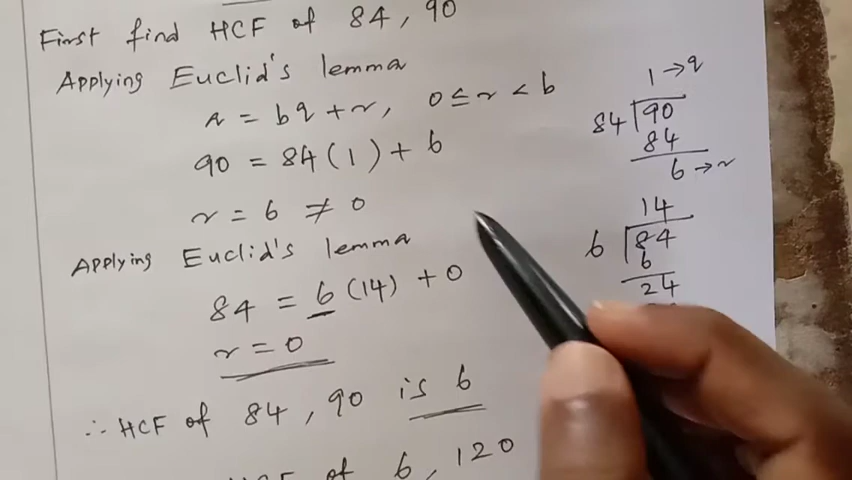 First find HCF of 84, 90
Applying Euclid's lemma
a = bq + r, 0 ≤ r < b
90 = 84 (1) + 6
r = 6 ≠ 0
Applying Euclid's lemma
84 = 6 (14) + 0
r = 0
∴ HCF of 84, 90 is 6
of 6, 120
1 → q
84 90
84
6 → r
14
6 84
6
24